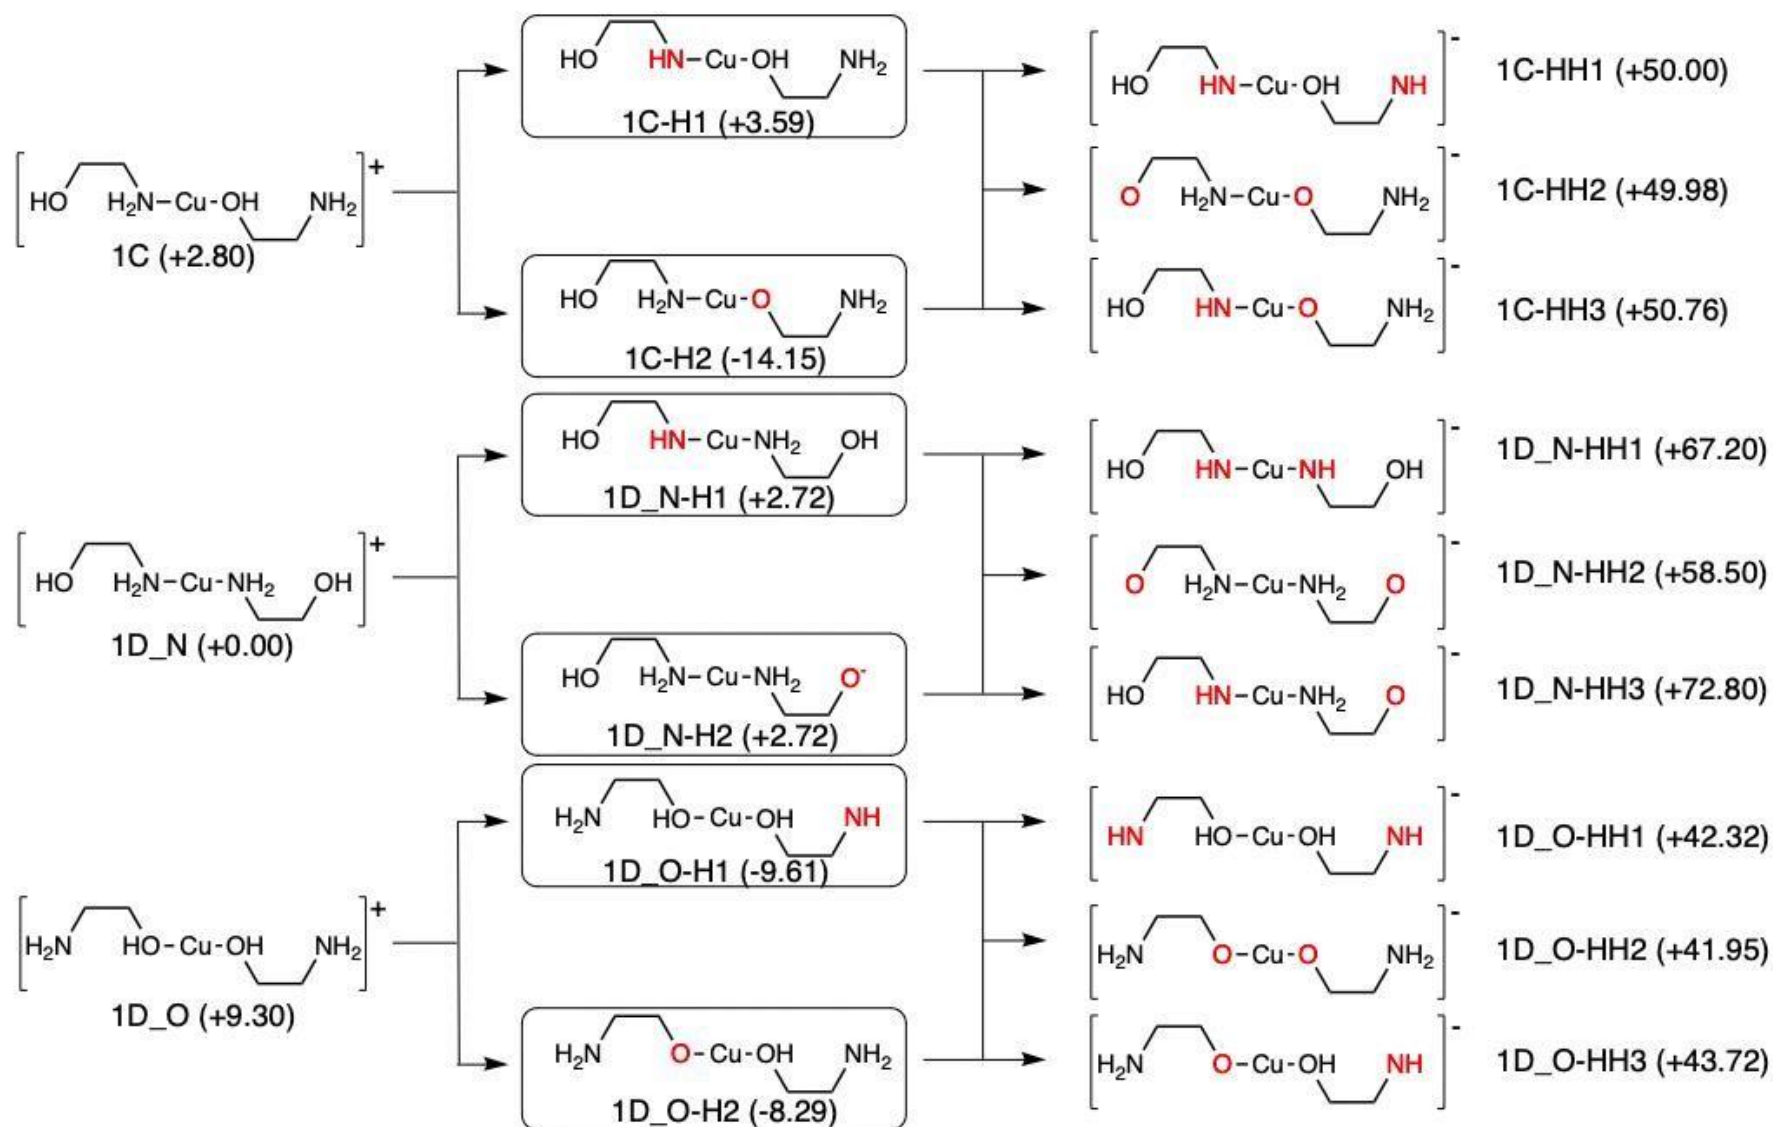 HO HN–Cu-OH NH2
1C-H1 (+3.59)
[HO HN–Cu-OH NH]-
1C-HH1 (+50.00)
[HO H2N–Cu-OH NH2]+
1C (+2.80)
[O H2N–Cu-O NH2]-
1C-HH2 (+49.98)
HO H2N–Cu-O NH2
1C-H2 (-14.15)
[HO HN–Cu-O NH2]-
1C-HH3 (+50.76)
HO HN–Cu-NH2 OH
1D_N-H1 (+2.72)
[HO HN–Cu-NH OH]-
1D_N-HH1 (+67.20)
[HO H2N–Cu-NH2 OH]+
1D_N (+0.00)
[O H2N–Cu-NH2 O]-
1D_N-HH2 (+58.50)
HO H2N–Cu-NH2 O-
1D_N-H2 (+2.72)
[HO HN–Cu-NH2 O]-
1D_N-HH3 (+72.80)
H2N HO–Cu-OH NH
1D_O-H1 (-9.61)
[HN HO–Cu-OH NH]-
1D_O-HH1 (+42.32)
[H2N HO–Cu-OH NH2]+
1D_O (+9.30)
[H2N O–Cu-O NH2]-
1D_O-HH2 (+41.95)
H2N O–Cu-OH NH2
1D_O-H2 (-8.29)
[H2N O–Cu-OH NH]-
1D_O-HH3 (+43.72)